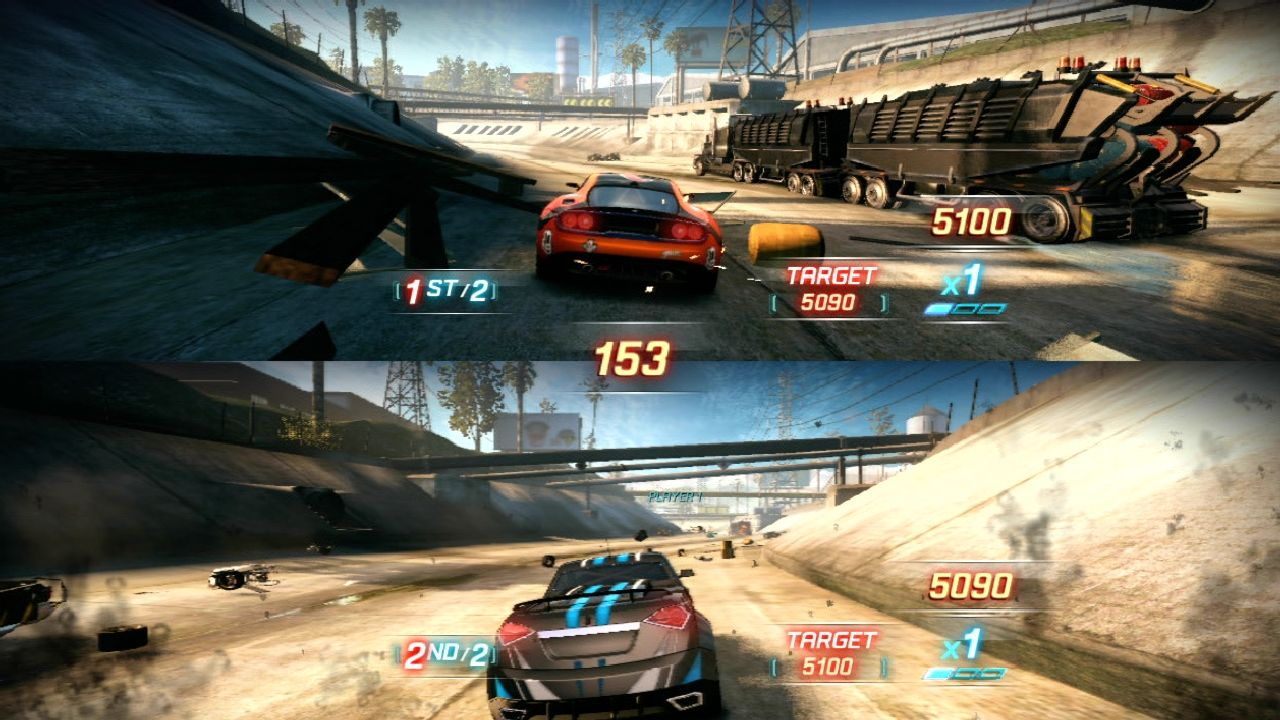 5100
1ST/2
TARGET
5090
x1
153
PLAYER 1
5090
2ND/2
TARGET
5100
x1